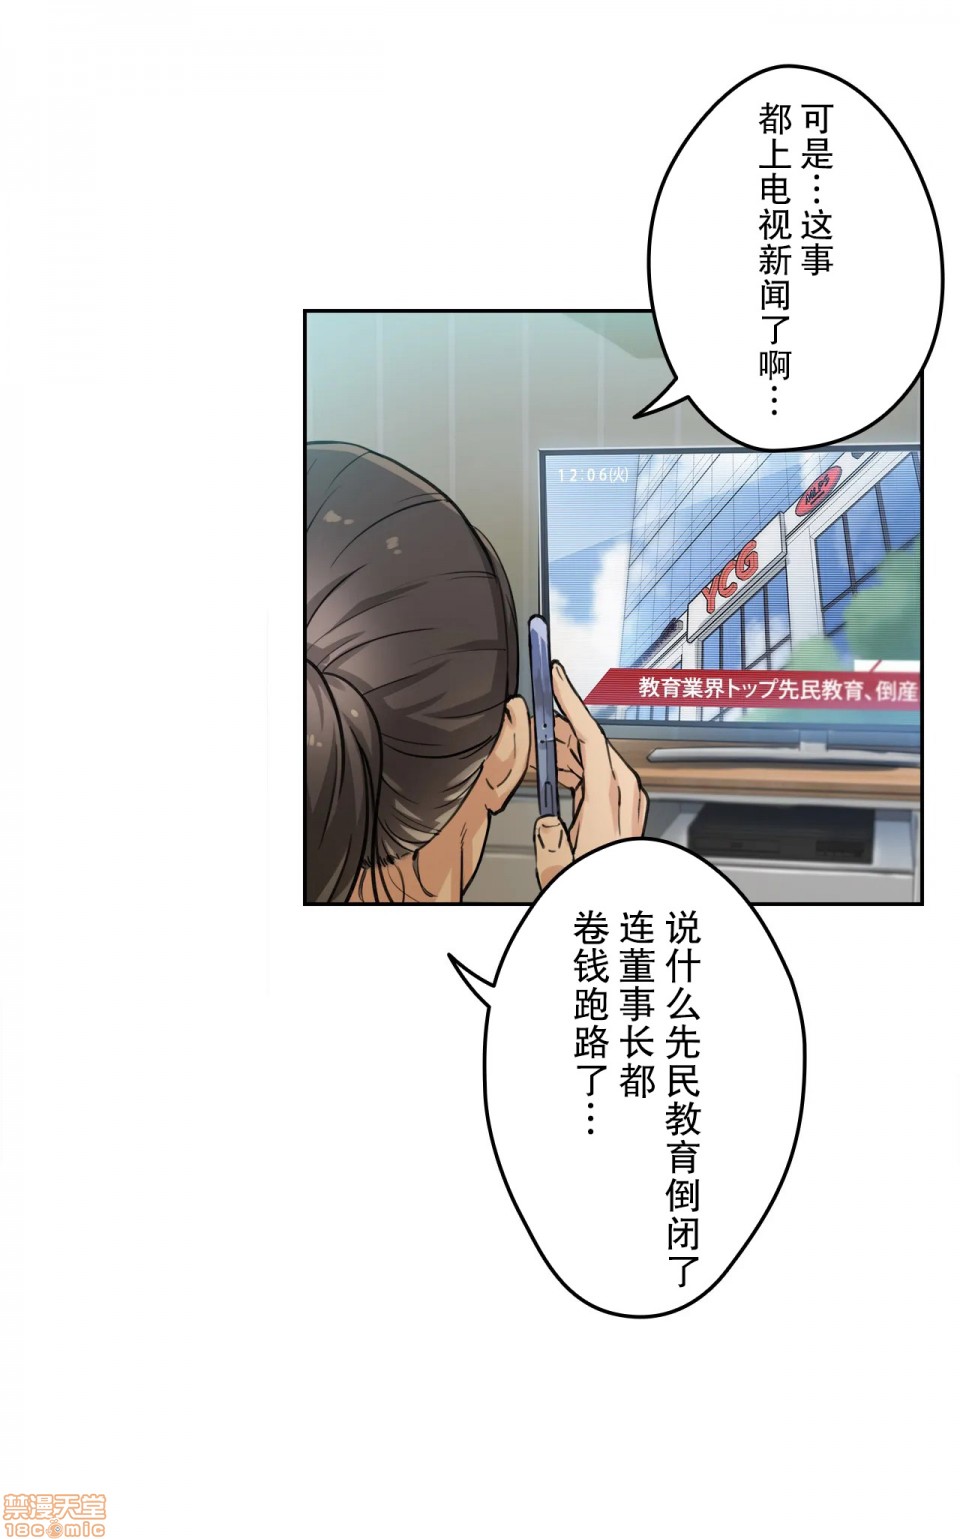 可是…这事
都上电视新闻了啊…
12:06(火)
YCG
教育業界トップ先民教育、倒産
说什么先民教育倒闭了
连董事长都
卷钱跑路了…
禁漫天堂
18comic